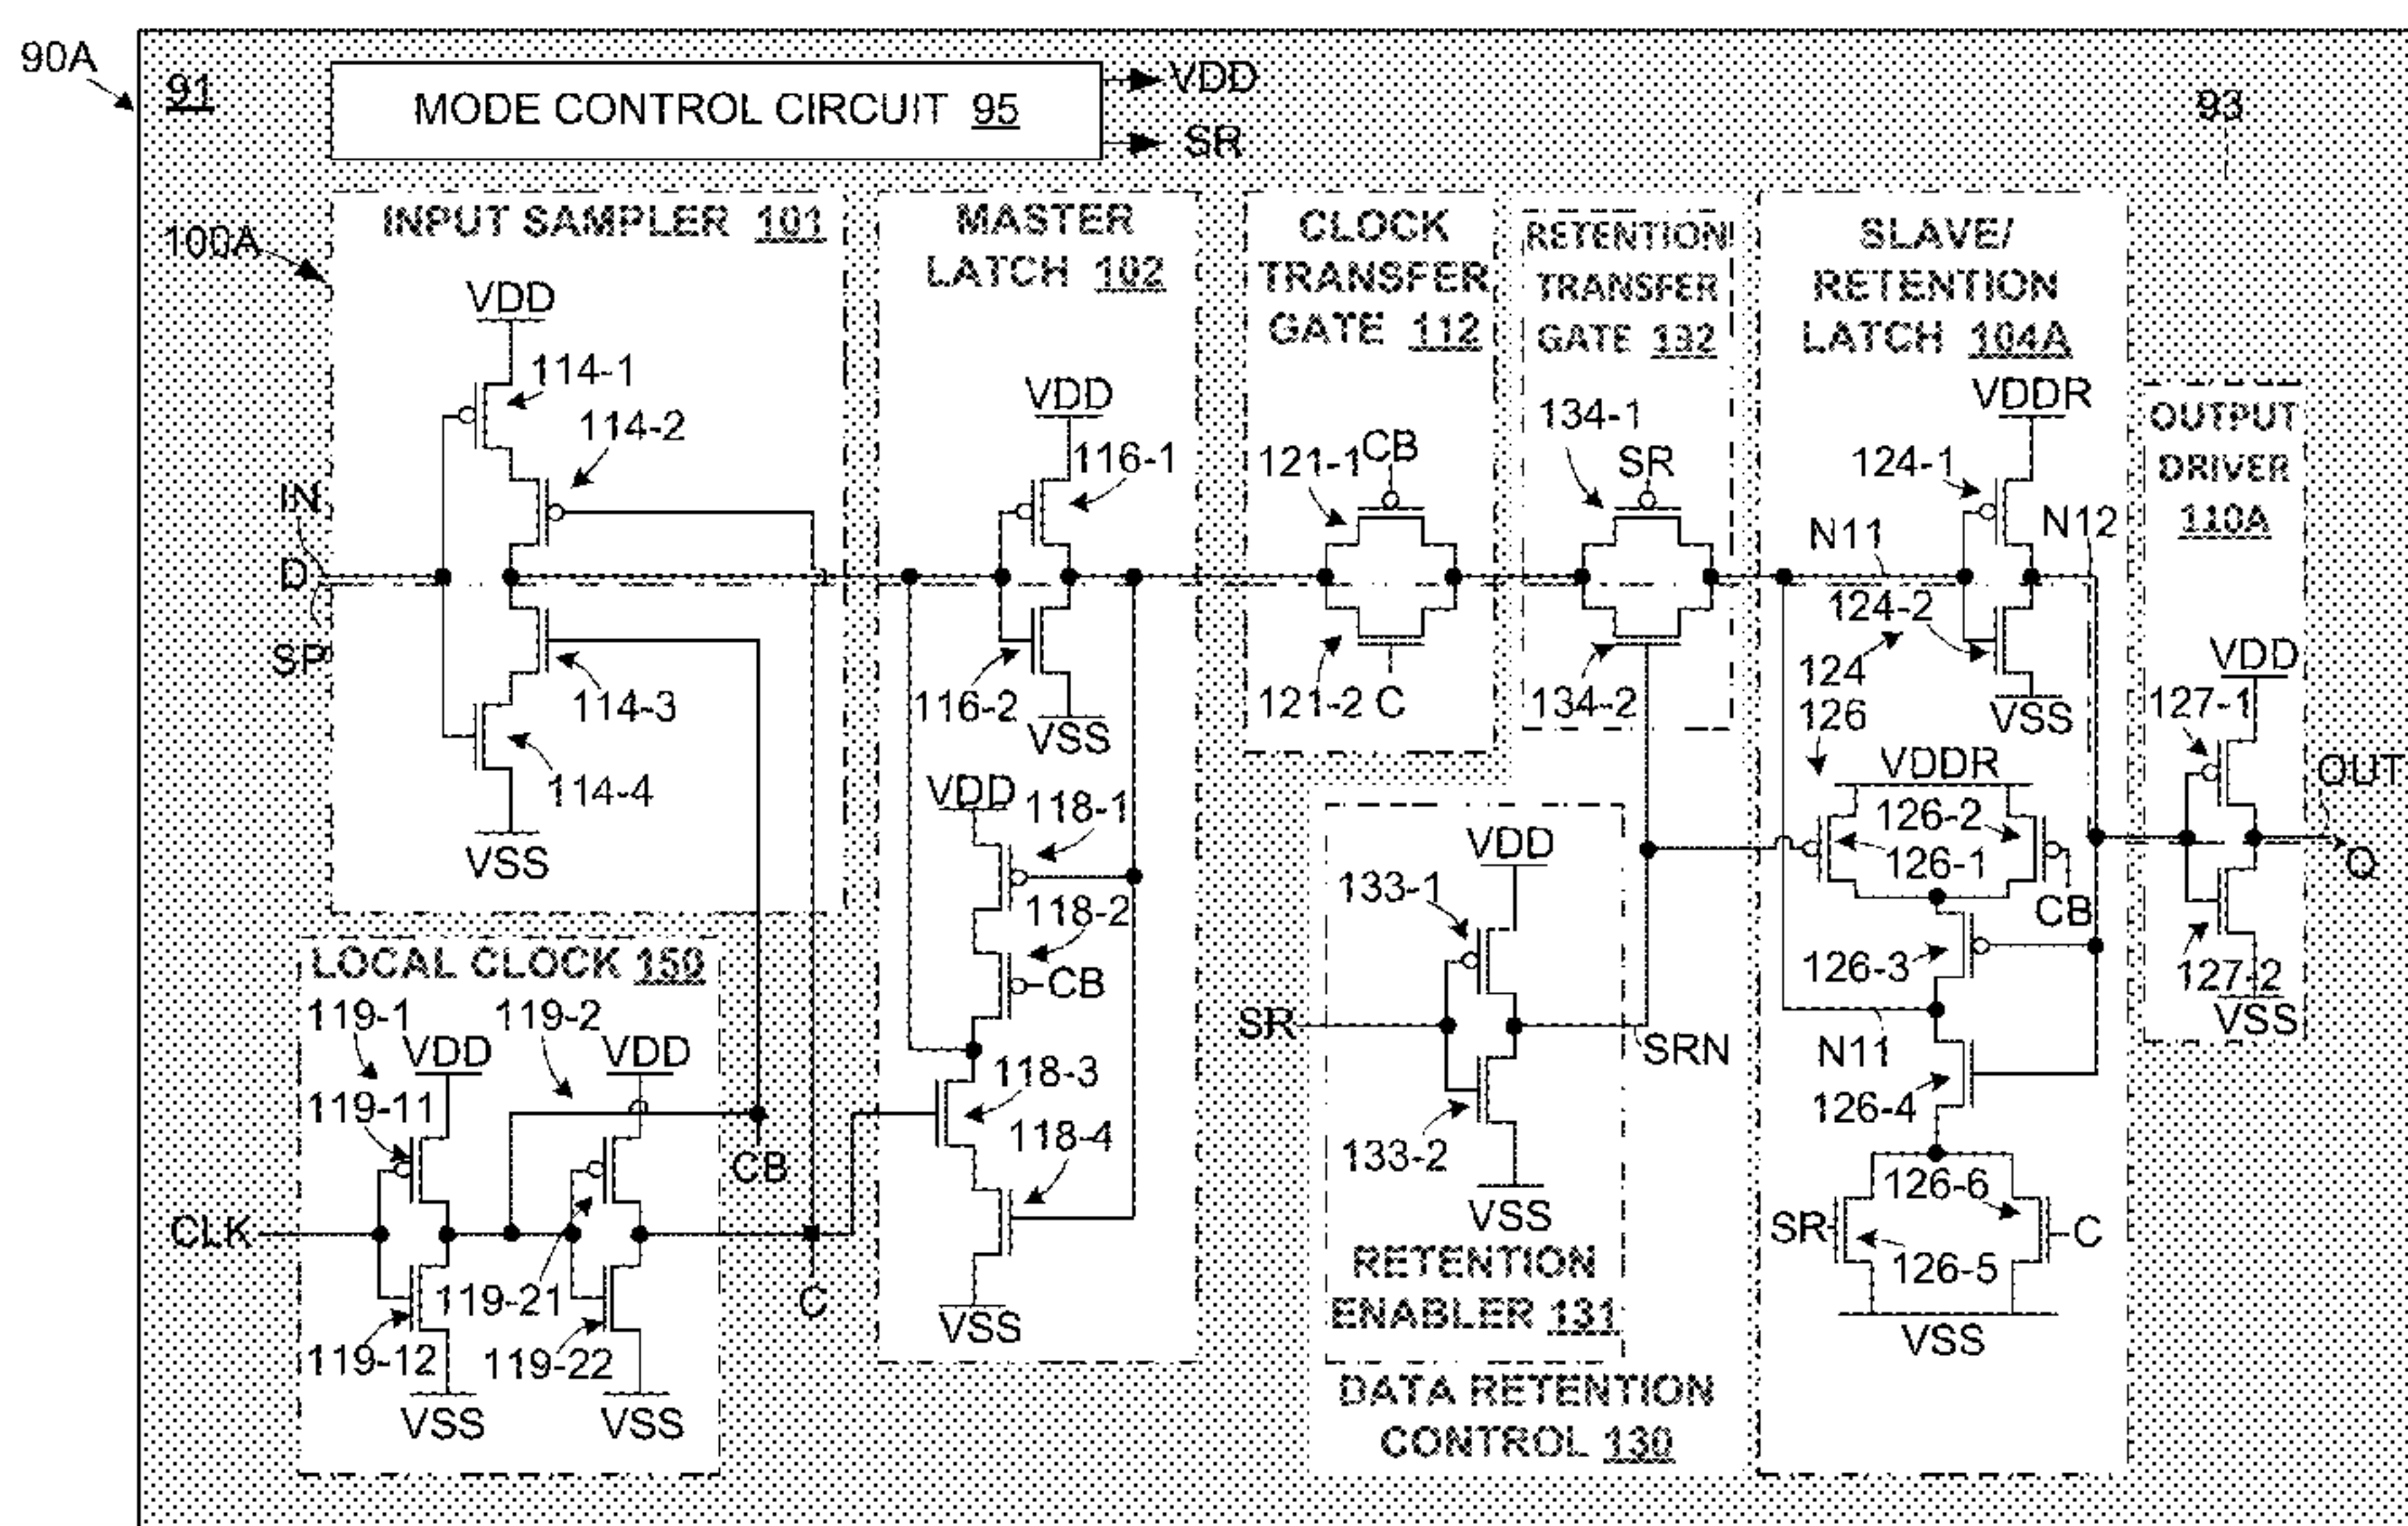 90A
91
MODE CONTROL CIRCUIT 95
VDD
SR
93
100A
INPUT SAMPLER 101
VDD
114-1
114-2
IN
D
SP
114-3
114-4
VSS
MASTER
LATCH 102
VDD
116-1
116-2
VSS
VDD
118-1
118-2
CB
118-3
118-4
VSS
CLOCK
TRANSFER
GATE 112
121-1
CB
121-2
C
RETENTION
TRANSFER
GATE 132
134-1
SR
134-2
SLAVE/
RETENTION
LATCH 104A
VDDR
124-1
N11
N12
124-2
124
VSS
126
VDDR
126-2
126-1
CB
126-3
N11
126-4
126-6
SR
C
126-5
VSS
OUTPUT
DRIVER
110A
VDD
127-1
OUT
Q
127-2
VSS
LOCAL CLOCK 150
119-1
119-2
VDD
VDD
119-11
CB
CLK
119-21
C
119-12
119-22
VSS
VSS
VDD
133-1
SR
SRN
133-2
VSS
RETENTION
ENABLER 131
DATA RETENTION
CONTROL 130